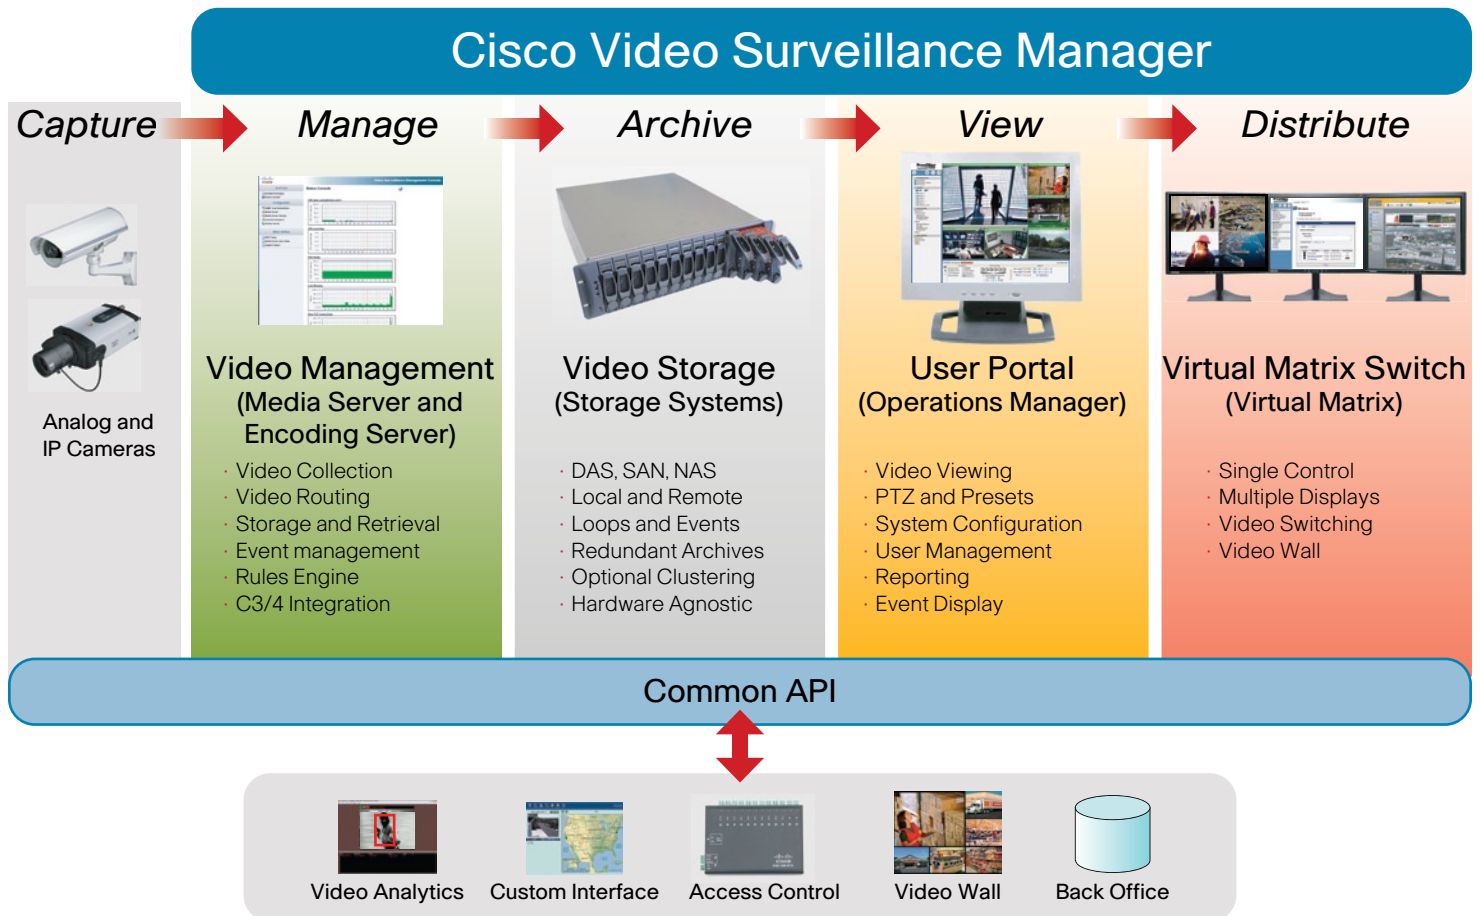 Cisco Video Surveillance Manager
Capture
Manage
Archive
View
Distribute
Analog and
IP Cameras
Video Management
(Media Server and
Encoding Server)
· Video Collection
· Video Routing
· Storage and Retrieval
· Event management
· Rules Engine
· C3/4 Integration
Video Storage
(Storage Systems)
· DAS, SAN, NAS
· Local and Remote
· Loops and Events
· Redundant Archives
· Optional Clustering
· Hardware Agnostic
User Portal
(Operations Manager)
· Video Viewing
· PTZ and Presets
· System Configuration
· User Management
· Reporting
· Event Display
Virtual Matrix Switch
(Virtual Matrix)
· Single Control
· Multiple Displays
· Video Switching
· Video Wall
Common API
Video Analytics
Custom Interface
Access Control
Video Wall
Back Office